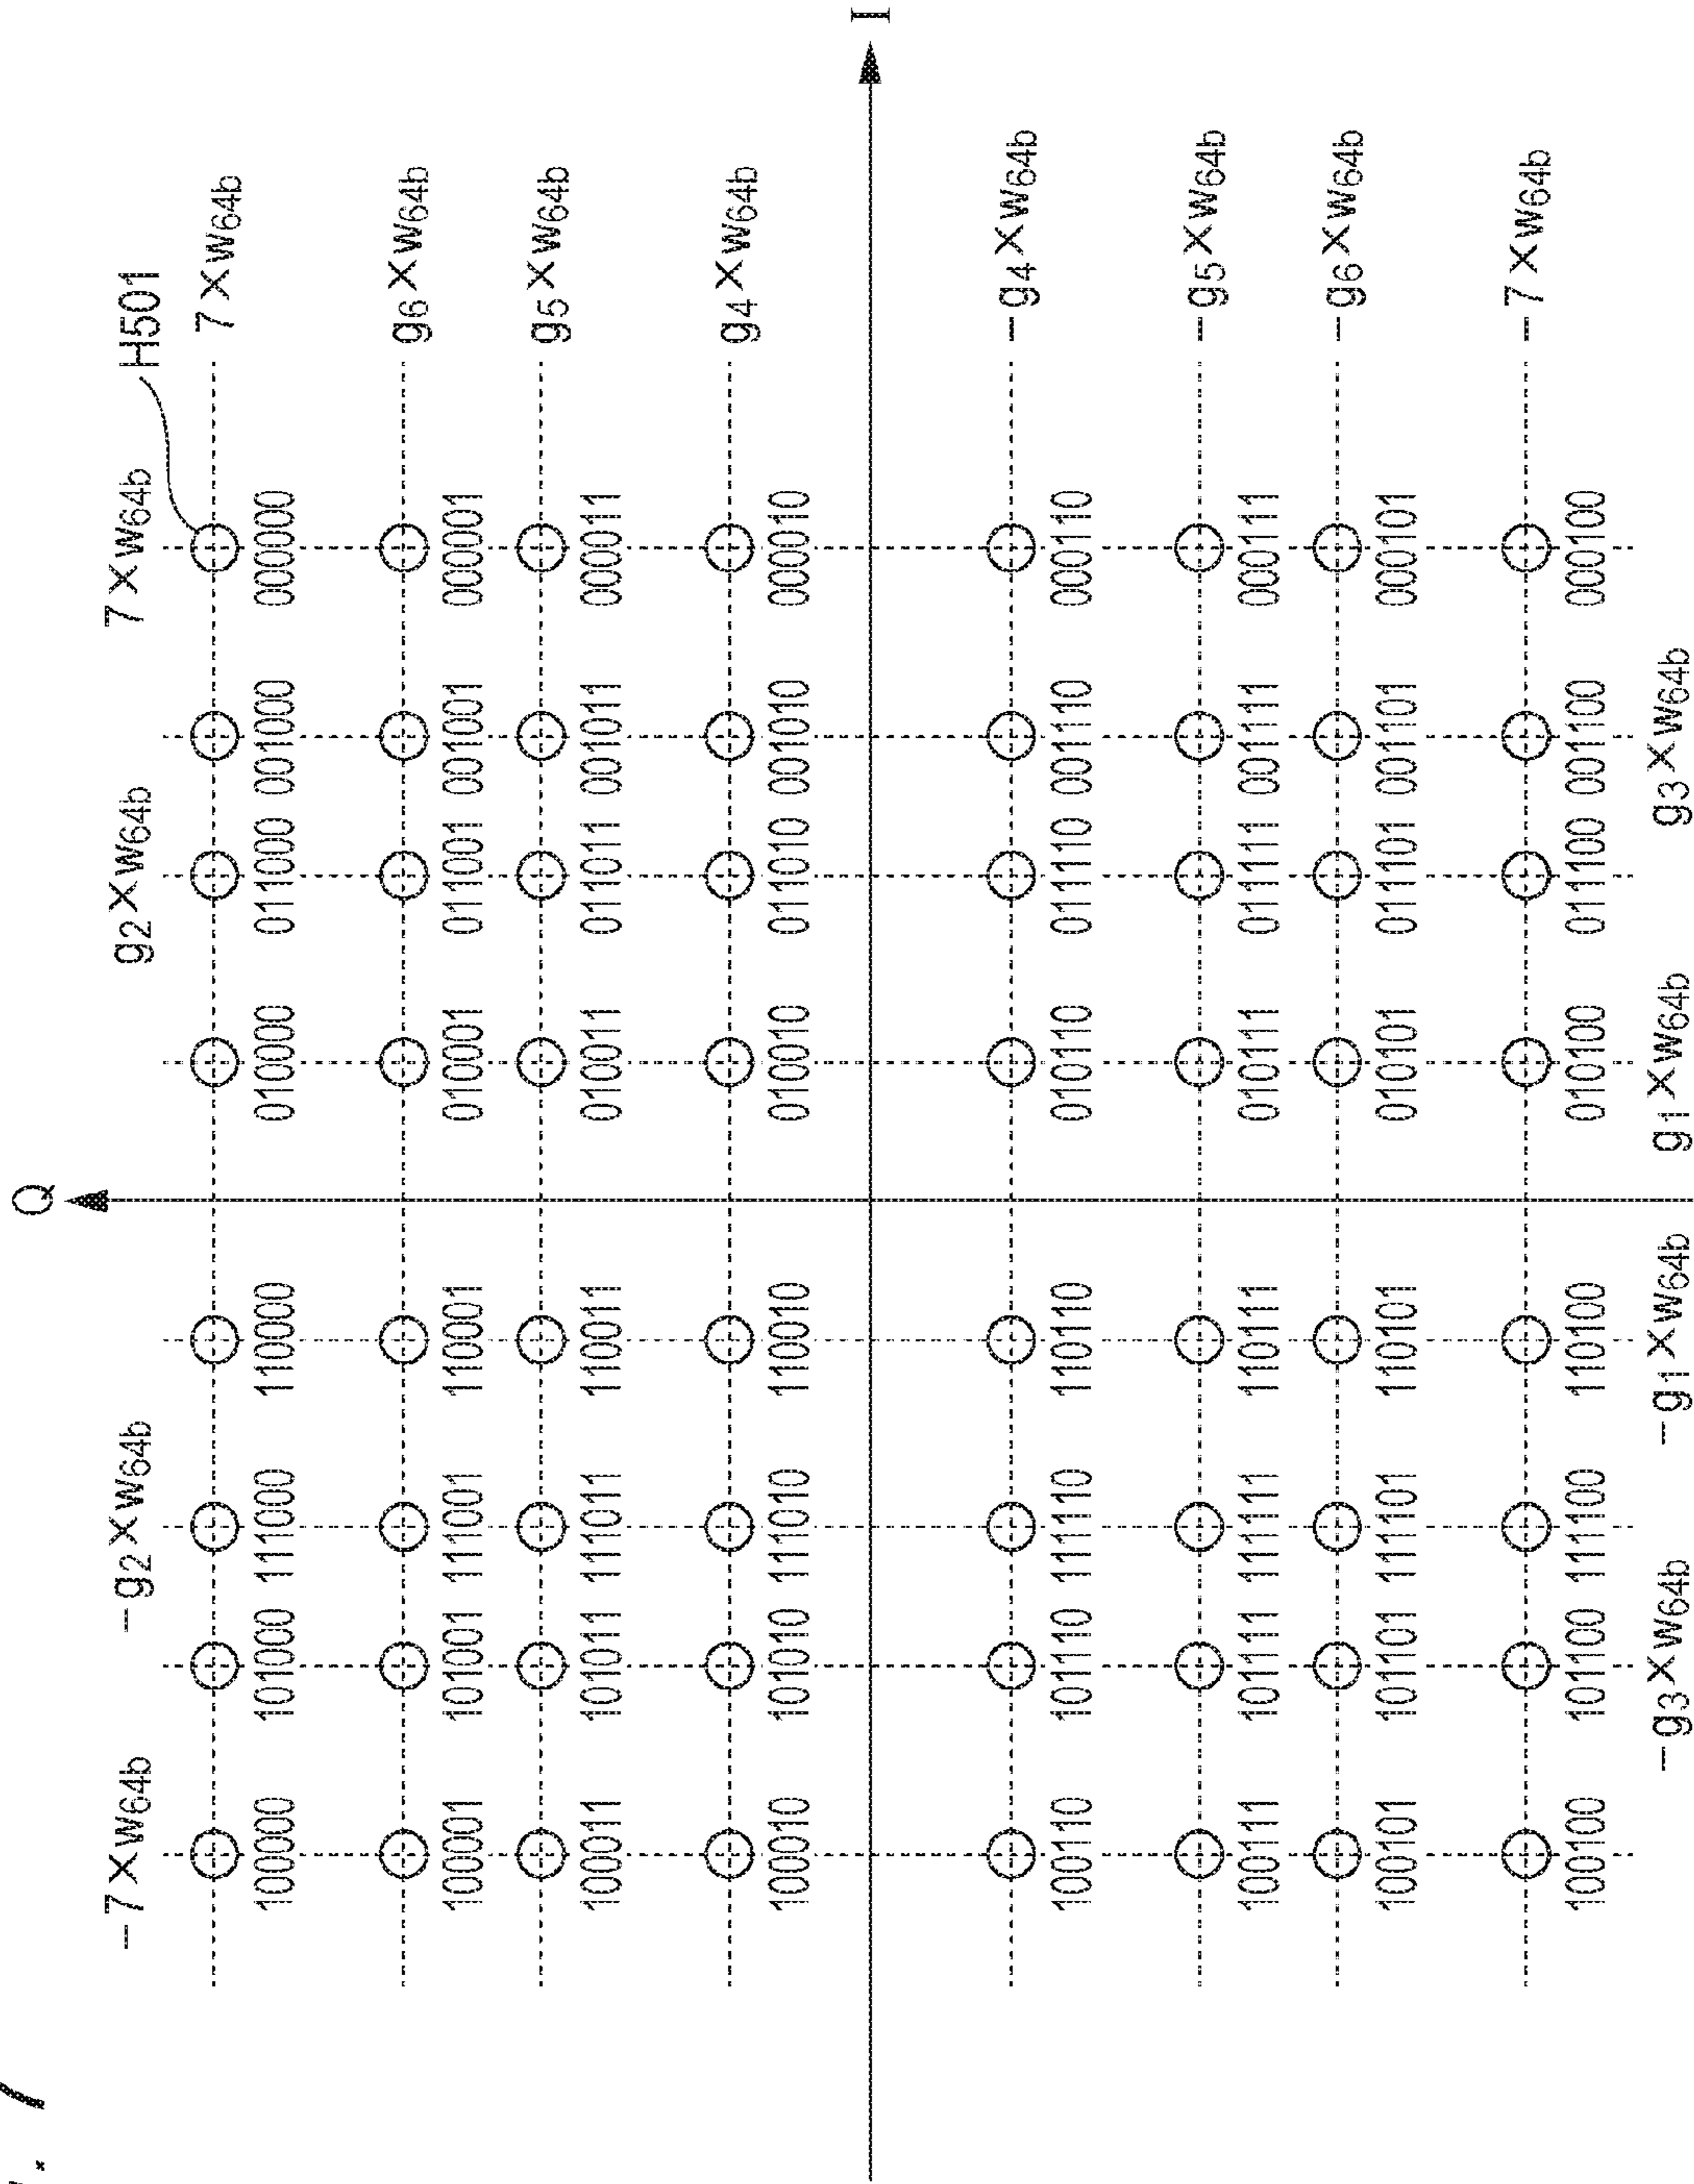 Q
−7×w64b −g2×w64b g2×w64b 7×w64b H501
7×w64b
100000 101000 111000 110000 010000 011000 001000 000000
g6×w64b
100001 101001 111001 110001 010001 011001 001001 000001
g5×w64b
100011 101011 111011 110011 010011 011011 001011 000011
g4×w64b
100010 101010 111010 110010 010010 011010 001010 000010
I
−g4×w64b
100110 101110 111110 110110 010110 011110 001110 000110
−g5×w64b
100111 101111 111111 110111 010111 011111 001111 000111
−g6×w64b
100101 101101 111101 110101 010101 011101 001101 000101
−7×w64b
100100 101100 111100 110100 010100 011100 001100 000100
−g3×w64b −g1×w64b g1×w64b g3×w64b